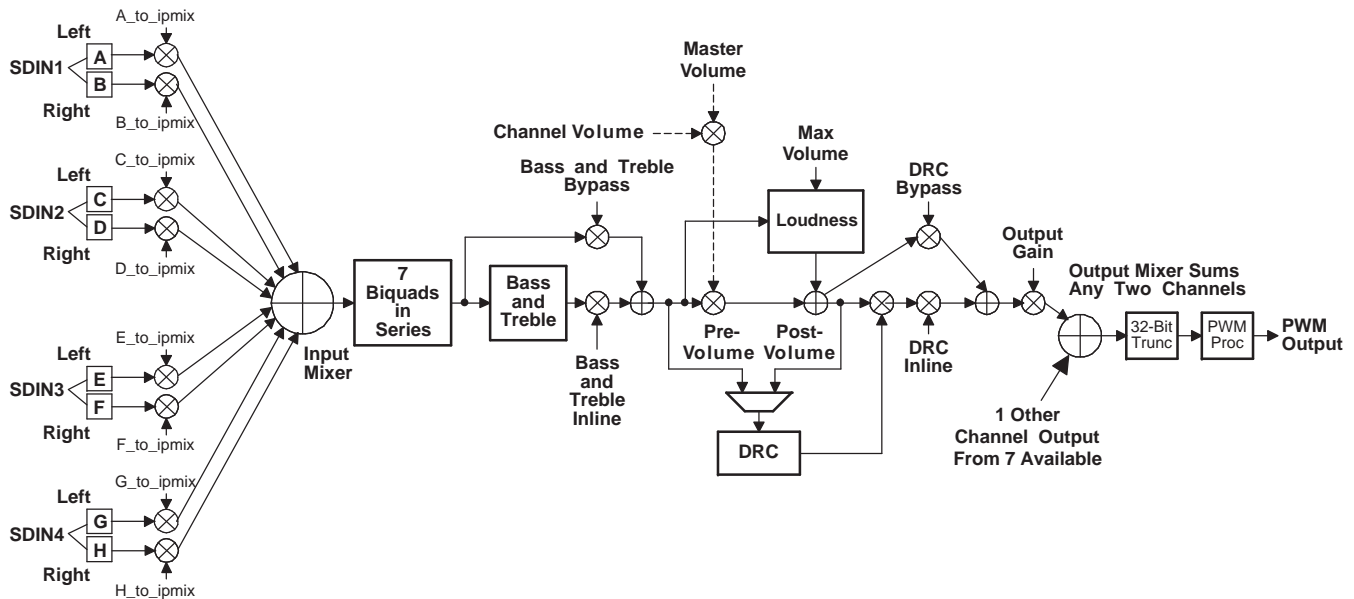 A_to_ipmix
Left
A
SDIN1
B
Right
B_to_ipmix
C_to_ipmix
Left
C
SDIN2
D
Right
D_to_ipmix
E_to_ipmix
Left
E
SDIN3
F
Right
F_to_ipmix
G_to_ipmix
Left
G
SDIN4
H
Right
H_to_ipmix
Input
Mixer
7
Biquads
in
Series
Bass and Treble
Bypass
Bass
and
Treble
Bass
and
Treble
Inline
Master
Volume
Channel Volume
Max
Volume
Loudness
Pre-
Volume
Post-
Volume
DRC
DRC
Bypass
DRC
Inline
Output
Gain
Output Mixer Sums
Any Two Channels
1 Other
Channel Output
From 7 Available
32-Bit
Trunc
PWM
Proc
PWM
Output